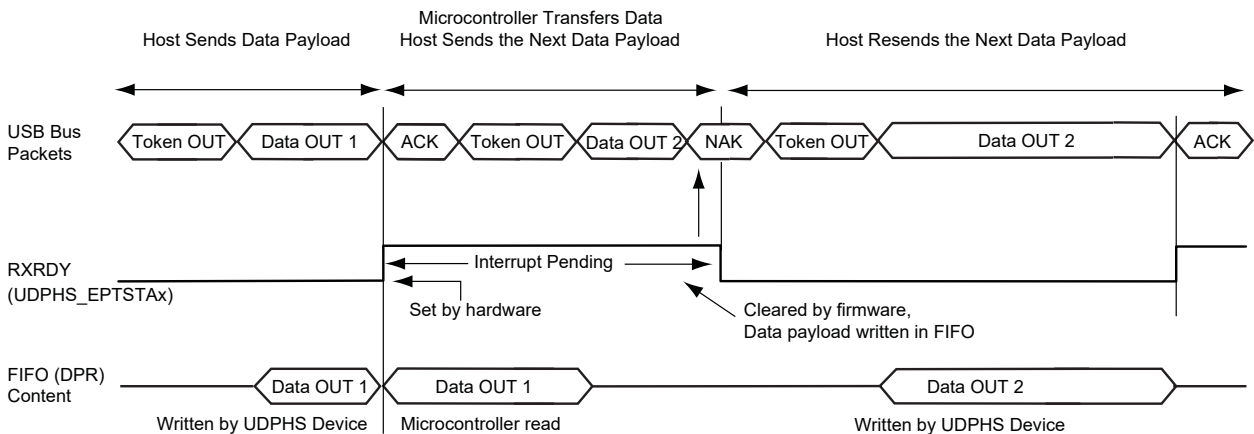 Microcontroller Transfers Data
Host Sends Data Payload
Host Sends the Next Data Payload
Host Resends the Next Data Payload
USB Bus
Packets
Token OUT
Data OUT 1
ACK
Token OUT
Data OUT 2
NAK
Token OUT
Data OUT 2
ACK
RXRDY
(UDPHS_EPTSTAx)
Interrupt Pending
Set by hardware
Cleared by firmware,
Data payload written in FIFO
FIFO (DPR)
Content
Data OUT 1
Data OUT 1
Data OUT 2
Written by UDPHS Device
Microcontroller read
Written by UDPHS Device